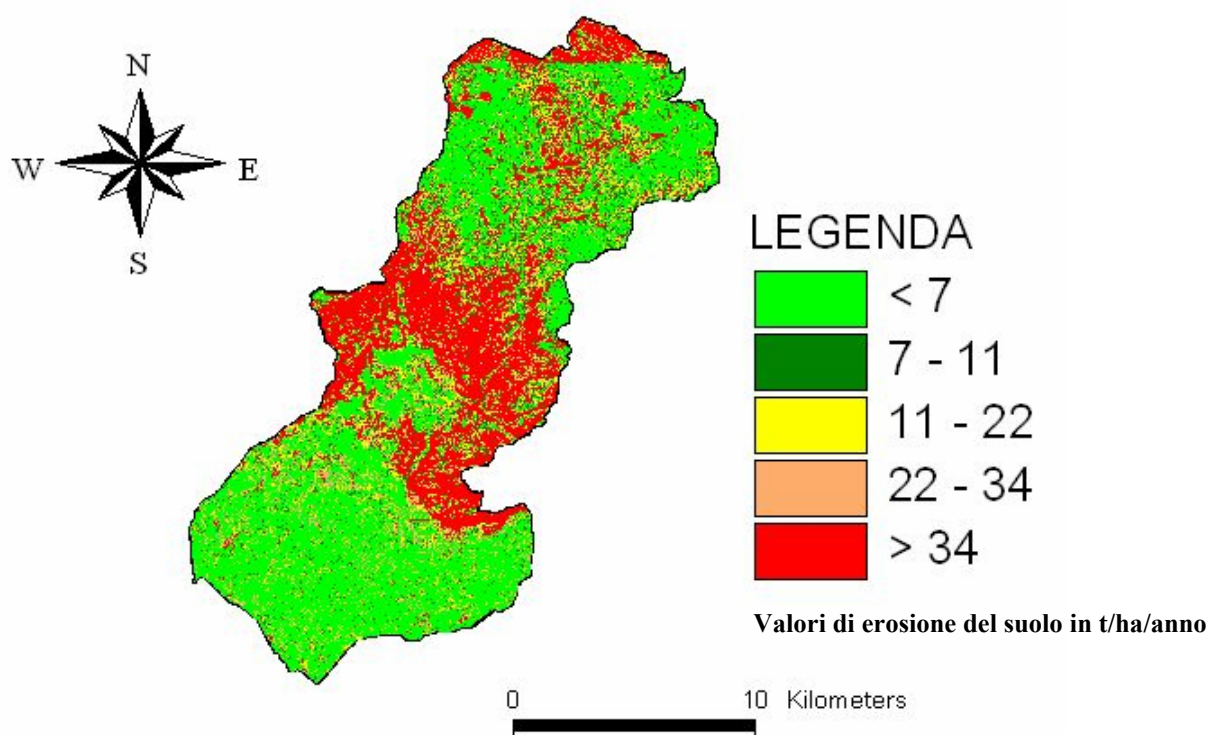 N
W E
S
LEGENDA
< 7
7 - 11
11 - 22
22 - 34
> 34
Valori di erosione del suolo in t/ha/anno
0 10 Kilometers